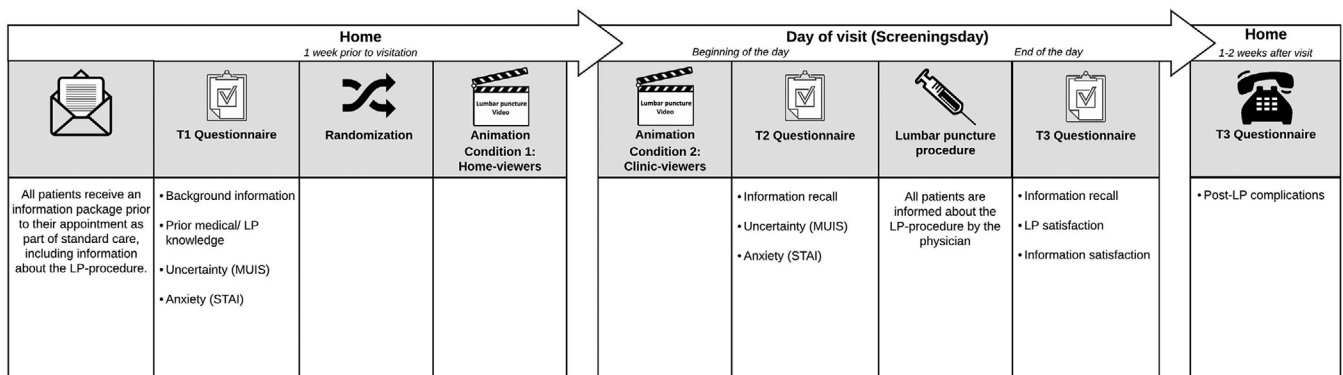 Home
1 week prior to visitation
Day of visit (Screeningsday)
Beginning of the day
End of the day
Home
1-2 weeks after visit
T1 Questionnaire
Randomization
Lumbar puncture
Video
Animation
Condition 1:
Home-viewers
Lumbar puncture
Video
Animation
Condition 2:
Clinic-viewers
T2 Questionnaire
Lumbar puncture
procedure
T3 Questionnaire
T3 Questionnaire
All patients receive an
information package prior
to their appointment as
part of standard care,
including information
about the LP-procedure.
• Background information
• Prior medical/ LP
knowledge
• Uncertainty (MUIS)
• Anxiety (STAI)
• Information recall
• Uncertainty (MUIS)
• Anxiety (STAI)
All patients are
informed about the
LP-procedure by the
physician
• Information recall
• LP satisfaction
• Information satisfaction
• Post-LP complications